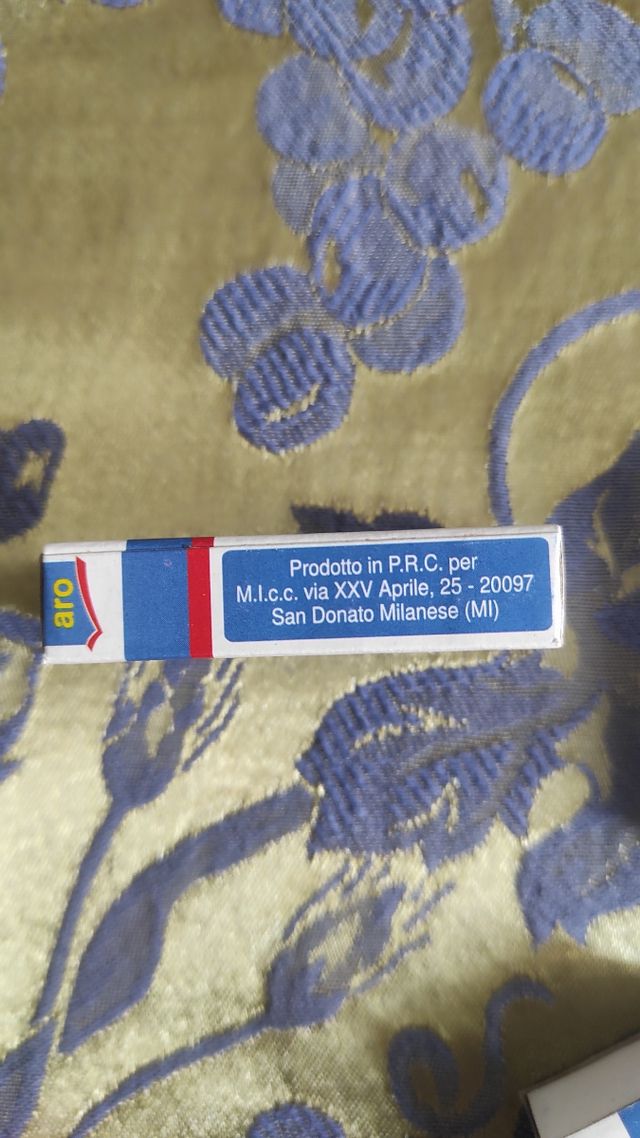 aro
Prodotto in P.R.C. per
M.I.c.c. via XXV Aprile, 25 - 20097
San Donato Milanese (MI)